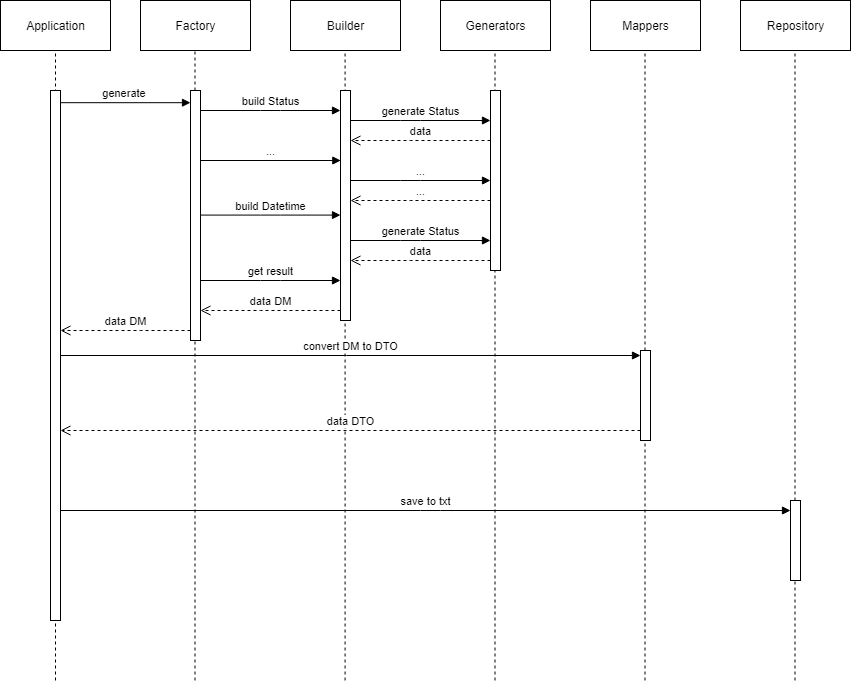 Application
Factory
Builder
Generators
Mappers
Repository
generate
build Status
generate Status
data
...
...
...
build Datetime
generate Status
data
get result
data DM
data DM
convert DM to DTO
data DTO
save to txt